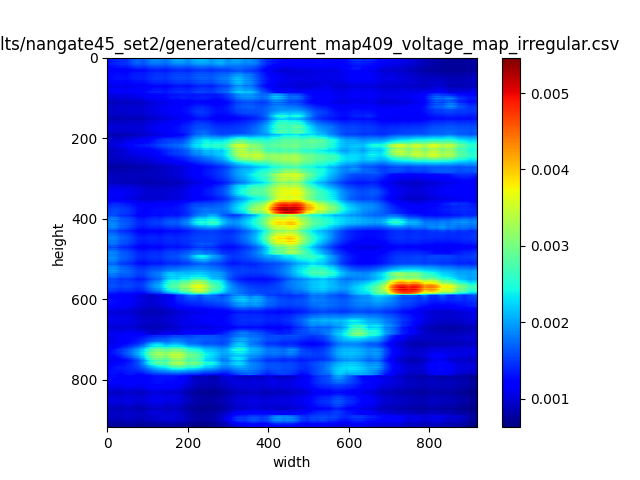 lts/nangate45_set2/generated/current_map409_voltage_map_irregular.csv
0
200
400
600
800
height
0 200 400 600 800
width
0.005
0.004
0.003
0.002
0.001